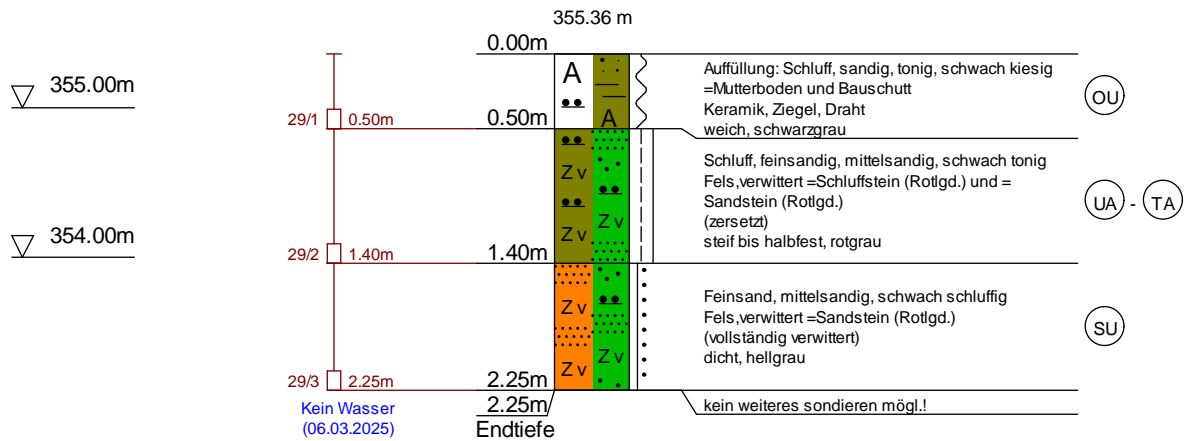 355.36 m
0.00m
355.00m
A
Auffüllung: Schluff, sandig, tonig, schwach kiesig
=Mutterboden und Bauschutt
Keramik, Ziegel, Draht
weich, schwarzgrau
OU
29/1
0.50m
0.50m
A
Schluff, feinsandig, mittelsandig, schwach tonig
Fels,verwittert =Schluffstein (Rotlgd.) und =
Sandstein (Rotlgd.)
(zersetzt)
steif bis halbfest, rotgrau
Z v
Z v
Z v
UA - TA
354.00m
29/2
1.40m
1.40m
Feinsand, mittelsandig, schwach schluffig
Fels,verwittert =Sandstein (Rotlgd.)
(vollständig verwittert)
dicht, hellgrau
Z v
Z v
Z v
SU
29/3
2.25m
2.25m
Kein Wasser
(06.03.2025)
2.25m
Endtiefe
kein weiteres sondieren mögl.!